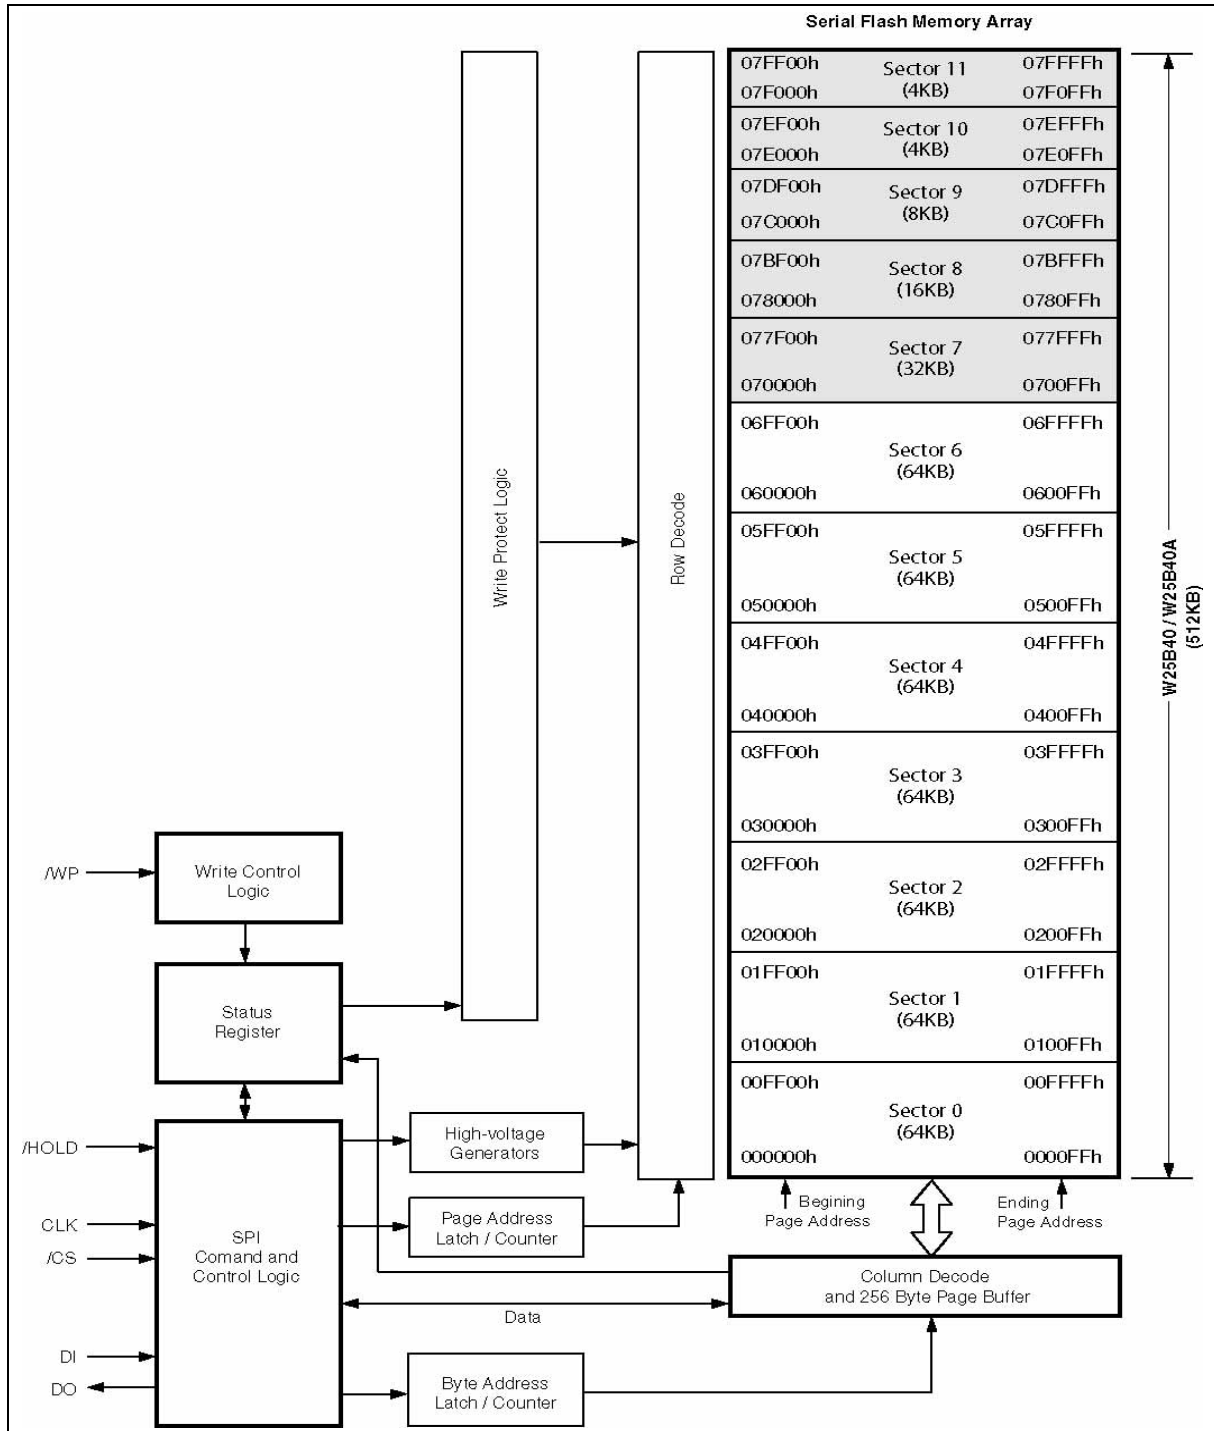 Serial Flash Memory Array
07FF00h Sector 11 07FFFFh
(4KB)
07F000h 07F0FFh
07EF00h Sector 10 07EFFFh
(4KB)
07E000h 07E0FFh
07DF00h Sector 9 07DFFFh
(8KB)
07C000h 07C0FFh
07BF00h Sector 8 07BFFFh
(16KB)
078000h 0780FFh
077F00h Sector 7 077FFFh
(32KB)
070000h 0700FFh
06FF00h 06FFFFh
Sector 6
(64KB)
060000h 0600FFh
05FF00h 05FFFFh
Sector 5
(64KB)
050000h 0500FFh
04FF00h 04FFFFh
Sector 4
(64KB)
040000h 0400FFh
03FF00h 03FFFFh
Sector 3
(64KB)
030000h 0300FFh
02FF00h 02FFFFh
Sector 2
(64KB)
020000h 0200FFh
01FF00h 01FFFFh
Sector 1
(64KB)
010000h 0100FFh
00FF00h 00FFFFh
Sector 0
(64KB)
000000h 0000FFh
W25B40 / W25B40A
(512KB)
Write Protect Logic
Row Decode
/WP
Write Control
Logic
Status
Register
/HOLD
CLK
/CS
DI
DO
SPI
Comand and
Control Logic
High-voltage
Generators
Page Address
Latch / Counter
Begining
Page Address
Ending
Page Address
Column Decode
and 256 Byte Page Buffer
Data
Byte Address
Latch / Counter